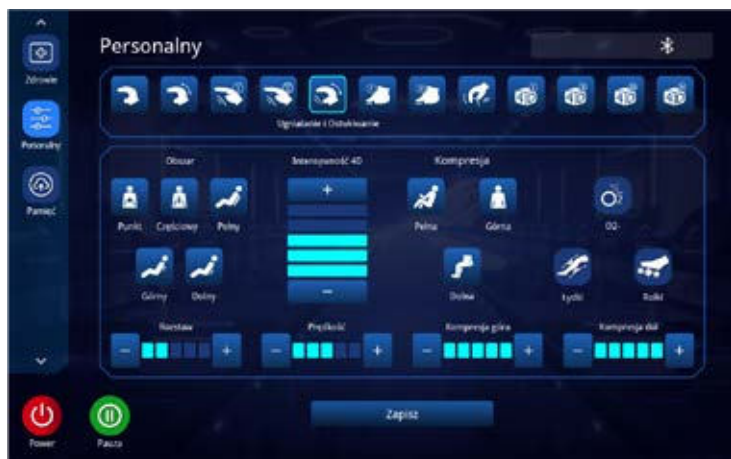 Personalny
Zdrowie
Personalny
Pamięć
Ugniatanie i Ostukiwanie
Obszar
Intensywność 4D
Kompresja
Punkt
Częściowy
Pełny
Pełna
Górna
O2-
Górny
Dolny
Dolna
Łydki
Rolki
Rozstaw
Prędkość
Kompresja góra
Kompresja dół
Zapisz
Power
Pauza